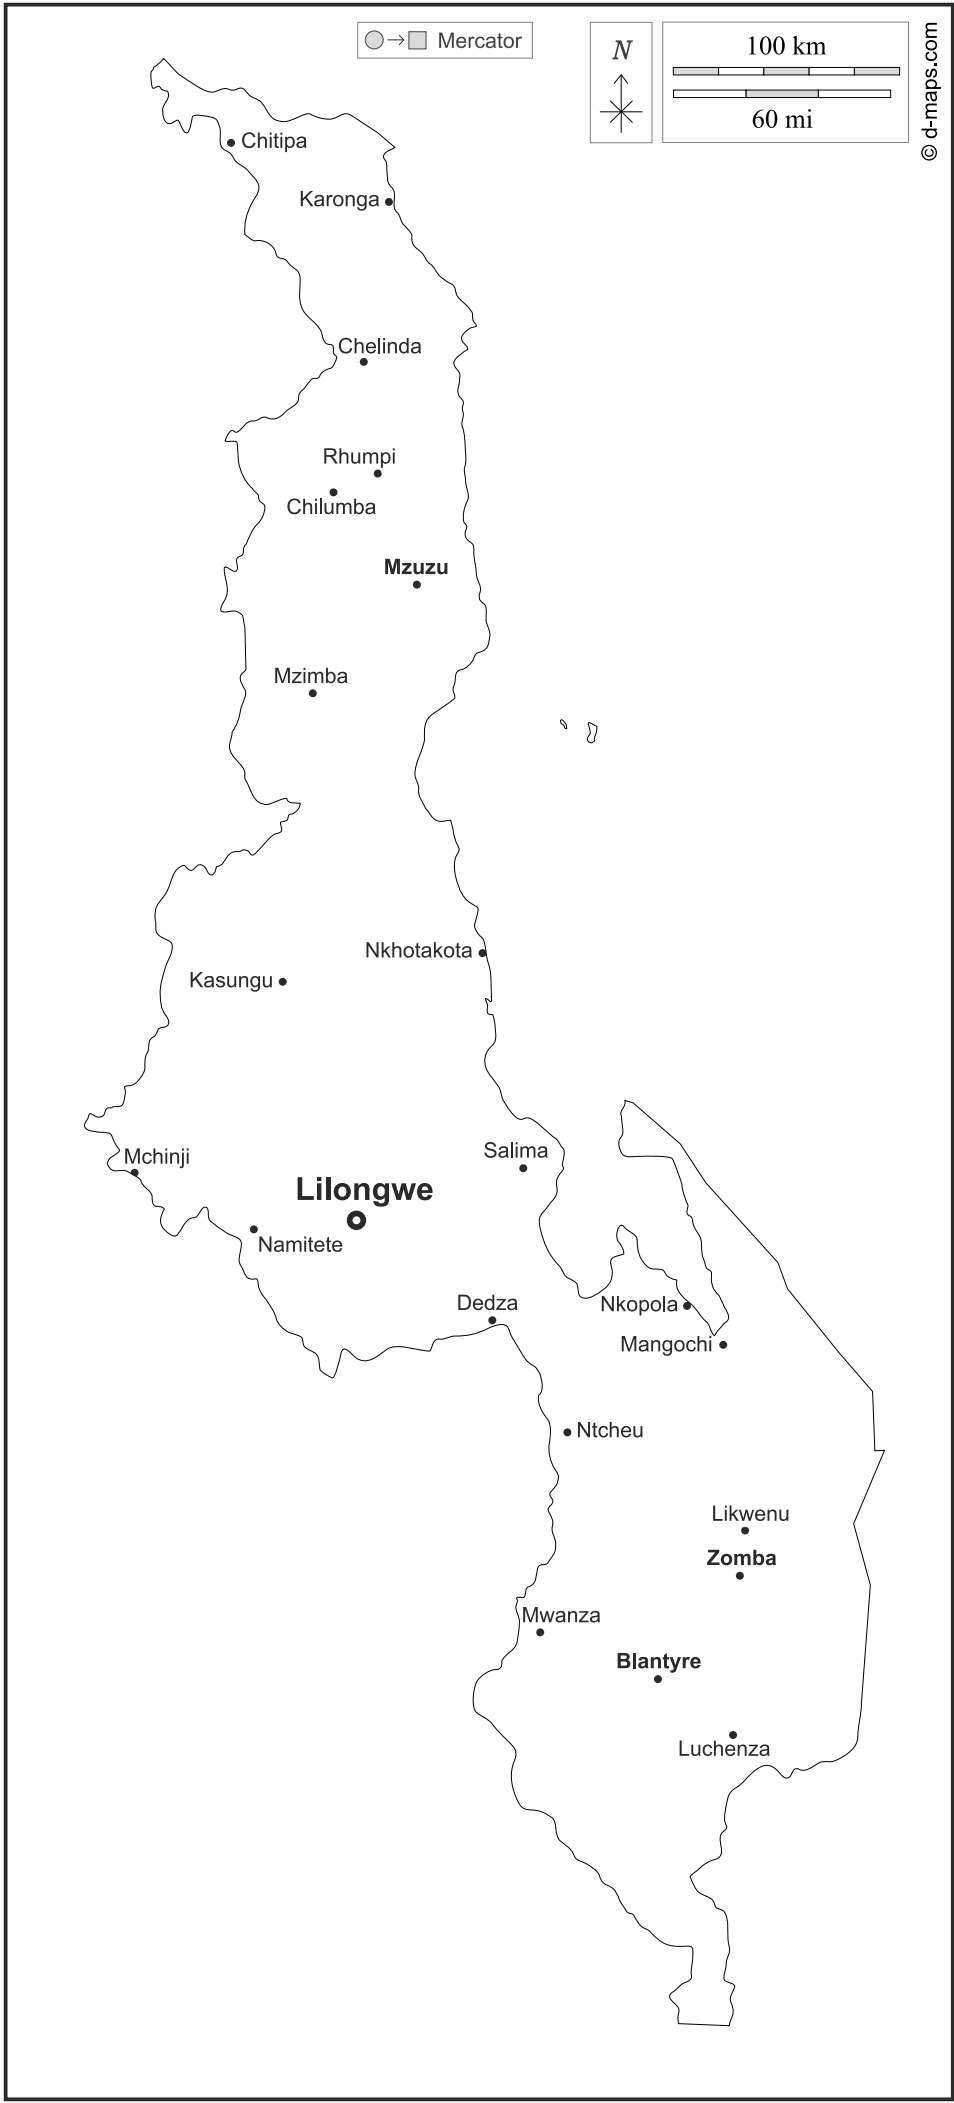 Mercator
N
100 km
60 mi
© d-maps.com
Chitipa
Karonga
Chelinda
Rhumpi
Chilumba
Mzuzu
Mzimba
Nkhotakota
Kasungu
Salima
Mchinji
Lilongwe
Namitete
Dedza
Nkopola
Mangochi
Ntcheu
Likwenu
Zomba
Mwanza
Blantyre
Luchenza